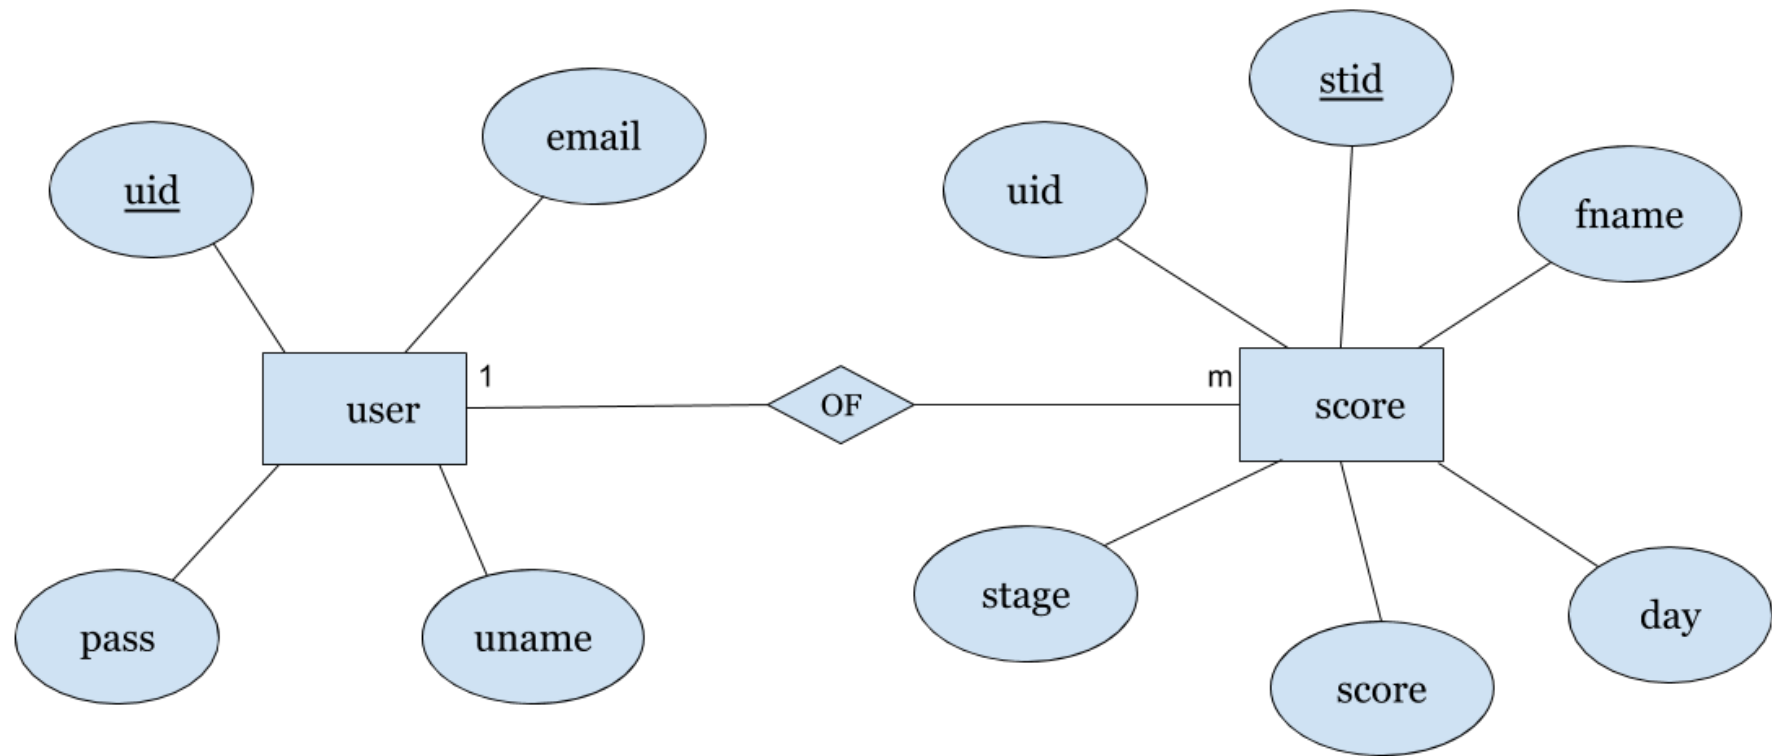 stid
email
uid
uid
fname
1
m
user
OF
score
stage
day
pass
uname
score